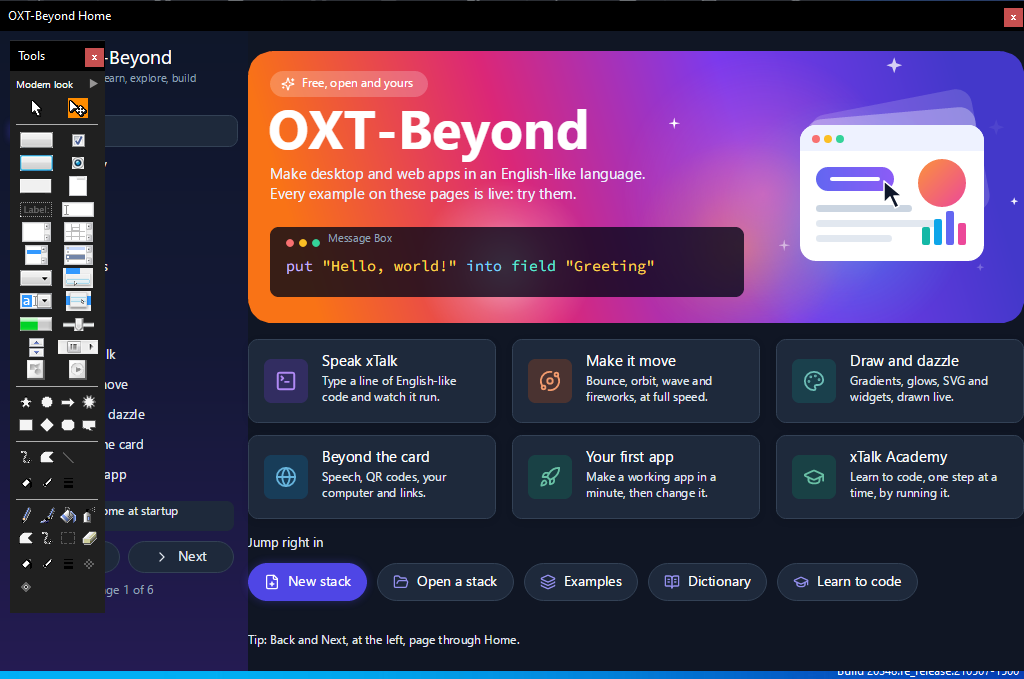 OXT-Beyond Home
Tools
Modern look
Label:
-Beyond
earn, explore, build
lk
ove
dazzle
e card
app
ome at startup
Next
ge 1 of 6
Free, open and yours
OXT-Beyond
Make desktop and web apps in an English-like language.
Every example on these pages is live: try them.
Message Box
put "Hello, world!" into field "Greeting"
Speak xTalk
Type a line of English-like
code and watch it run.
Make it move
Bounce, orbit, wave and
fireworks, at full speed.
Draw and dazzle
Gradients, glows, SVG and
widgets, drawn live.
Beyond the card
Speech, QR codes, your
computer and links.
Your first app
Make a working app in a
minute, then change it.
xTalk Academy
Learn to code, one step at a
time, by running it.
Jump right in
New stack
Open a stack
Examples
Dictionary
Learn to code
Tip: Back and Next, at the left, page through Home.